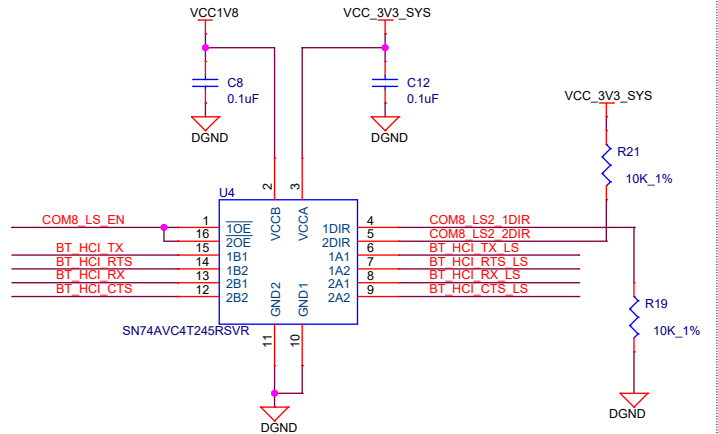 VCC1V8
VCC_3V3_SYS
C8
0.1uF
C12
0.1uF
DGND
DGND
VCC_3V3_SYS
R21
10K_1%
U4
2
3
VCCB
VCCA
COM8_LS_EN
1
1OE
1DIR
4
COM8_LS2_1DIR
16
2OE
2DIR
5
COM8_LS2_2DIR
BT_HCI_TX
15
1B1
1A1
6
BT_HCI_TX_LS
BT_HCI_RTS
14
1B2
1A2
7
BT_HCI_RTS_LS
BT_HCI_RX
13
2B1
2A1
8
BT_HCI_RX_LS
BT_HCI_CTS
12
2B2
2A2
9
BT_HCI_CTS_LS
GND2
GND1
SN74AVC4T245RSVR
11
10
R19
10K_1%
DGND
DGND